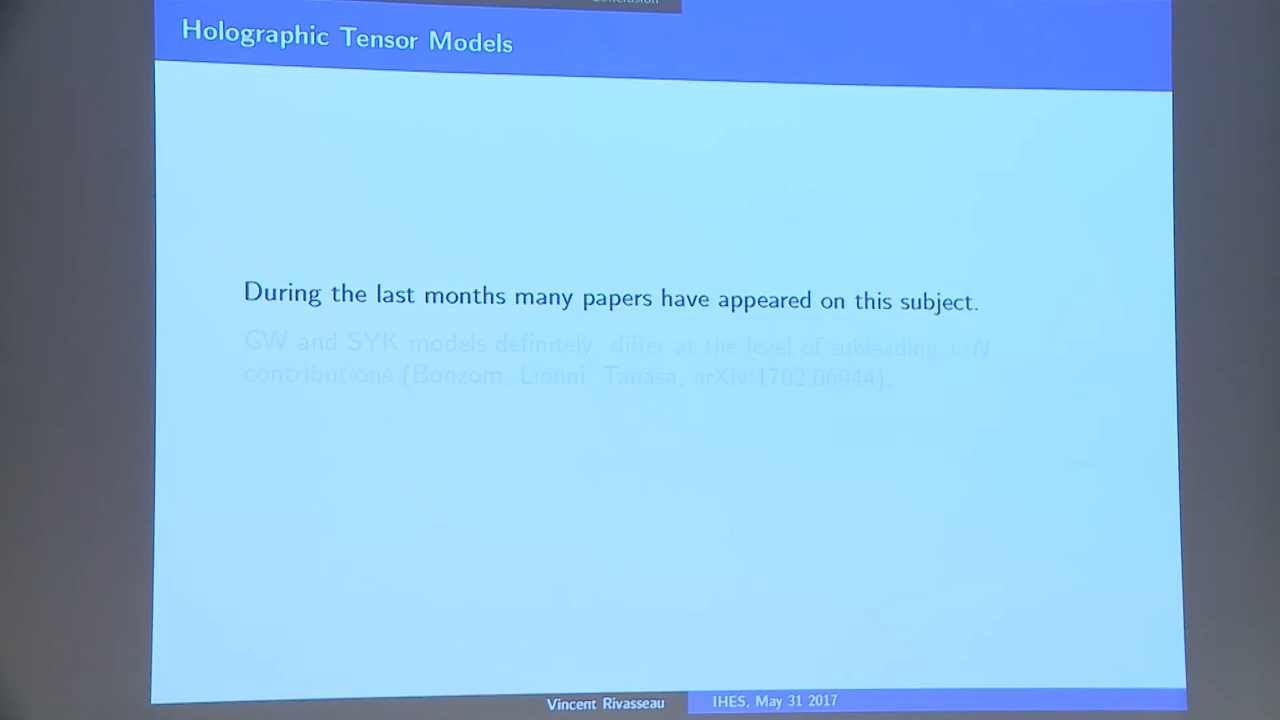 Conclusion
Holographic Tensor Models
During the last months many papers have appeared on this subject.
GW and SYK models definitely differ at the level of subleading 1/N
contributions (Bonzom, Lionni, Tanasa, arXiv:1702.06944).
Vincent Rivasseau
IHES, May 31 2017